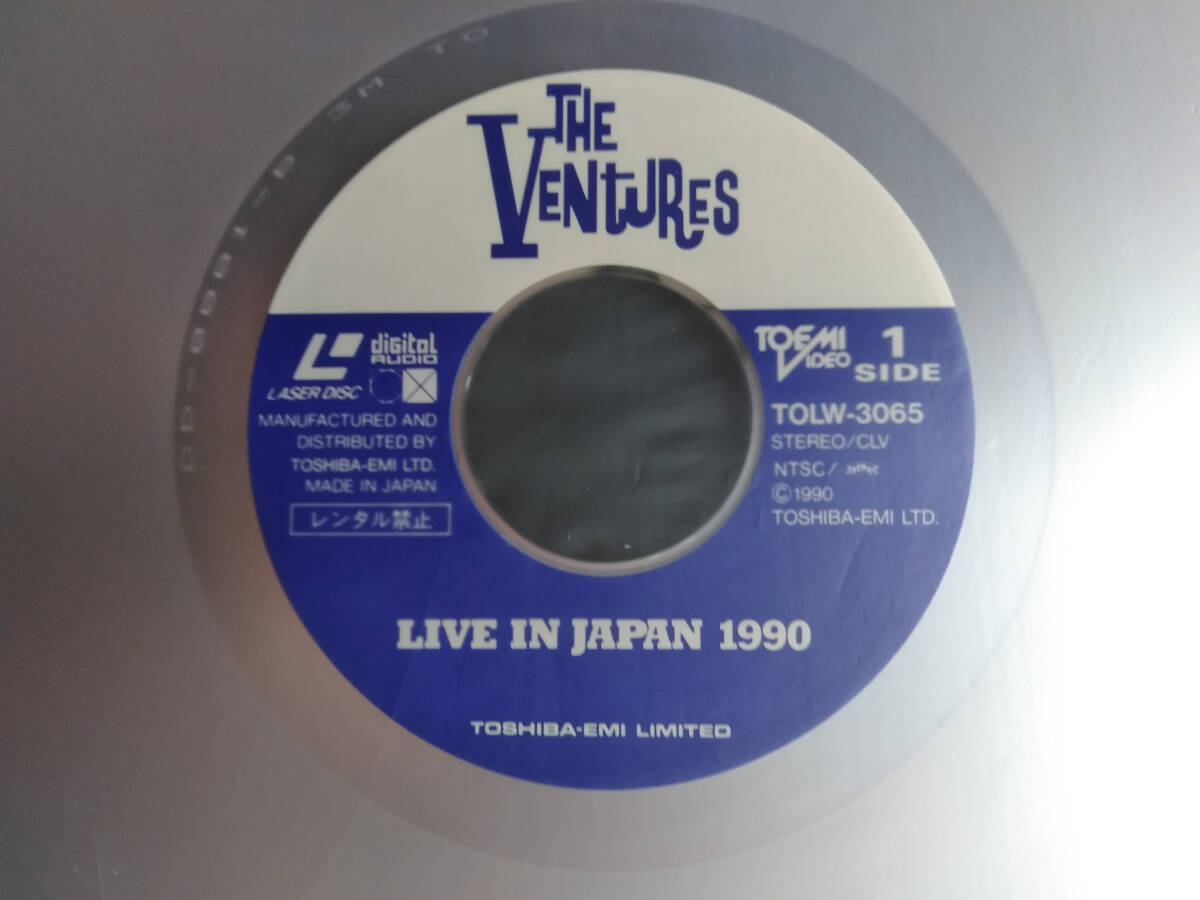 THE
VENTURES
LASER DISC
digital
AUDIO
MANUFACTURED AND
DISTRIBUTED BY
TOSHIBA-EMI LTD.
MADE IN JAPAN
レンタル禁止
TOEMI
VIDEO
1
SIDE
TOLW-3065
STEREO/CLV
NTSC/
©1990
TOSHIBA-EMI LTD.
LIVE IN JAPAN 1990
TOSHIBA-EMI LIMITED